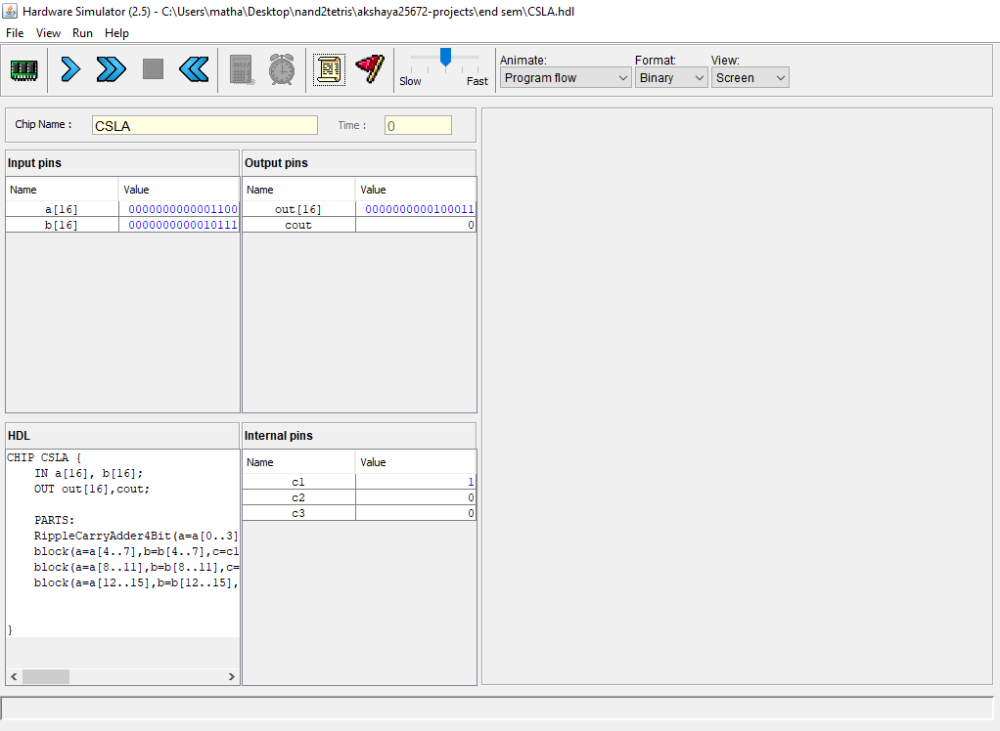 Hardware Simulator (2.5) - C:\Users\matha\Desktop\nand2tetris\akshaya25672-projects\end sem\CSLA.hdl
File View Run Help
Slow Fast
Animate: Format: View:
Program flow Binary Screen
Chip Name : CSLA Time : 0
Input pins
Name Value
a[16] 0000000000001100
b[16] 0000000000010111
Output pins
Name Value
out[16] 0000000000100011
cout 0
HDL
CHIP CSLA {
IN a[16], b[16];
OUT out[16],cout;
PARTS:
RippleCarryAdder4Bit(a=a[0..3]
block(a=a[4..7],b=b[4..7],c=c1
block(a=a[8..11],b=b[8..11],c=
block(a=a[12..15],b=b[12..15],
}
Internal pins
Name Value
c1 1
c2 0
c3 0